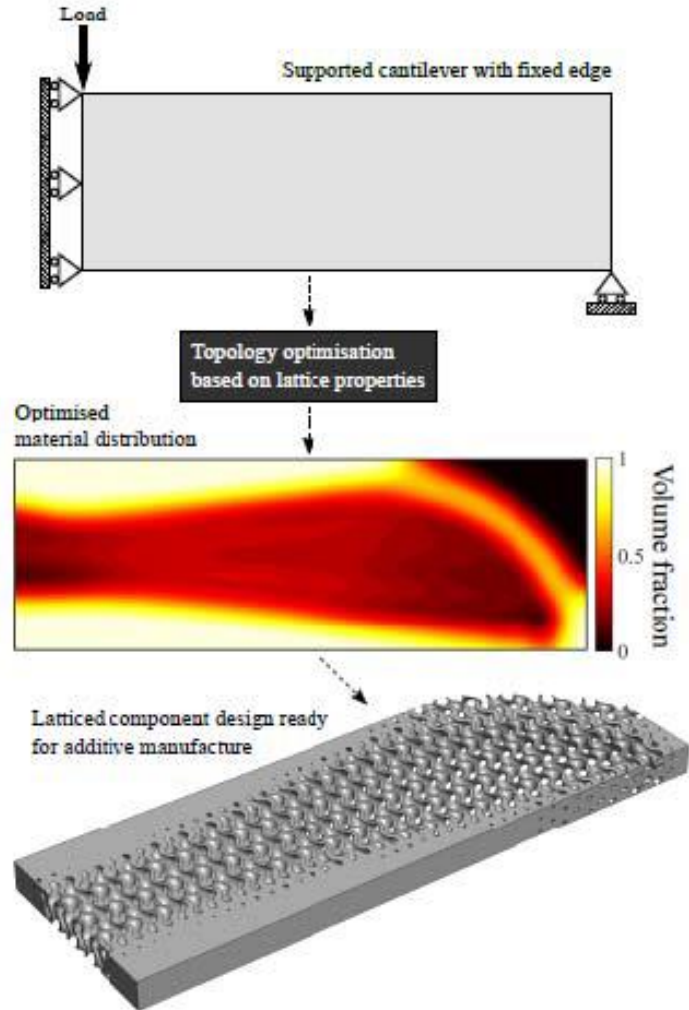 Load
Supported cantilever with fixed edge
Topology optimisation
based on lattice properties
Optimised
material distribution
1
0.5
0
Volume fraction
Latticed component design ready
for additive manufacture